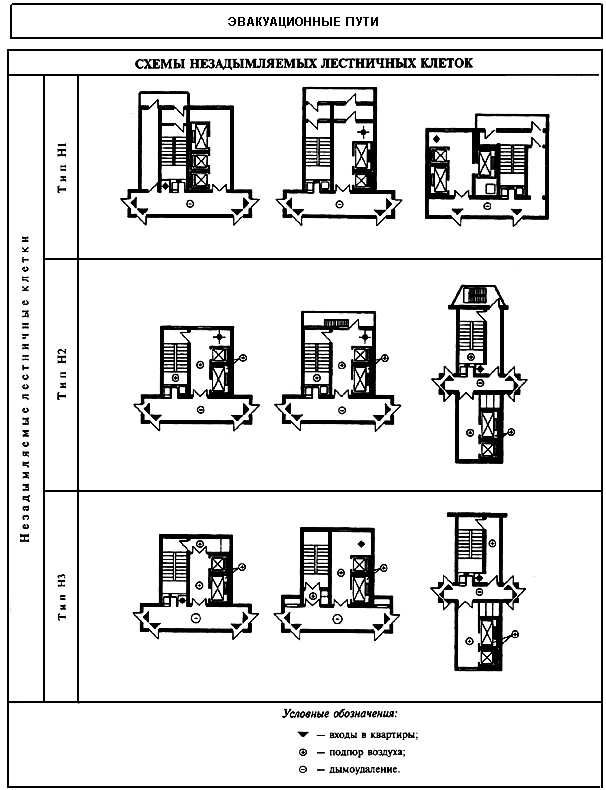 ЭВАКУАЦИОННЫЕ ПУТИ
СХЕМЫ НЕЗАДЫМЛЯЕМЫХ ЛЕСТНИЧНЫХ КЛЕТОК
Незадымляемые лестничные клетки
Тип Н1
Тип Н2
Тип Н3
Условные обозначения:
— входы в квартиры;
— подпор воздуха;
— дымоудаление.